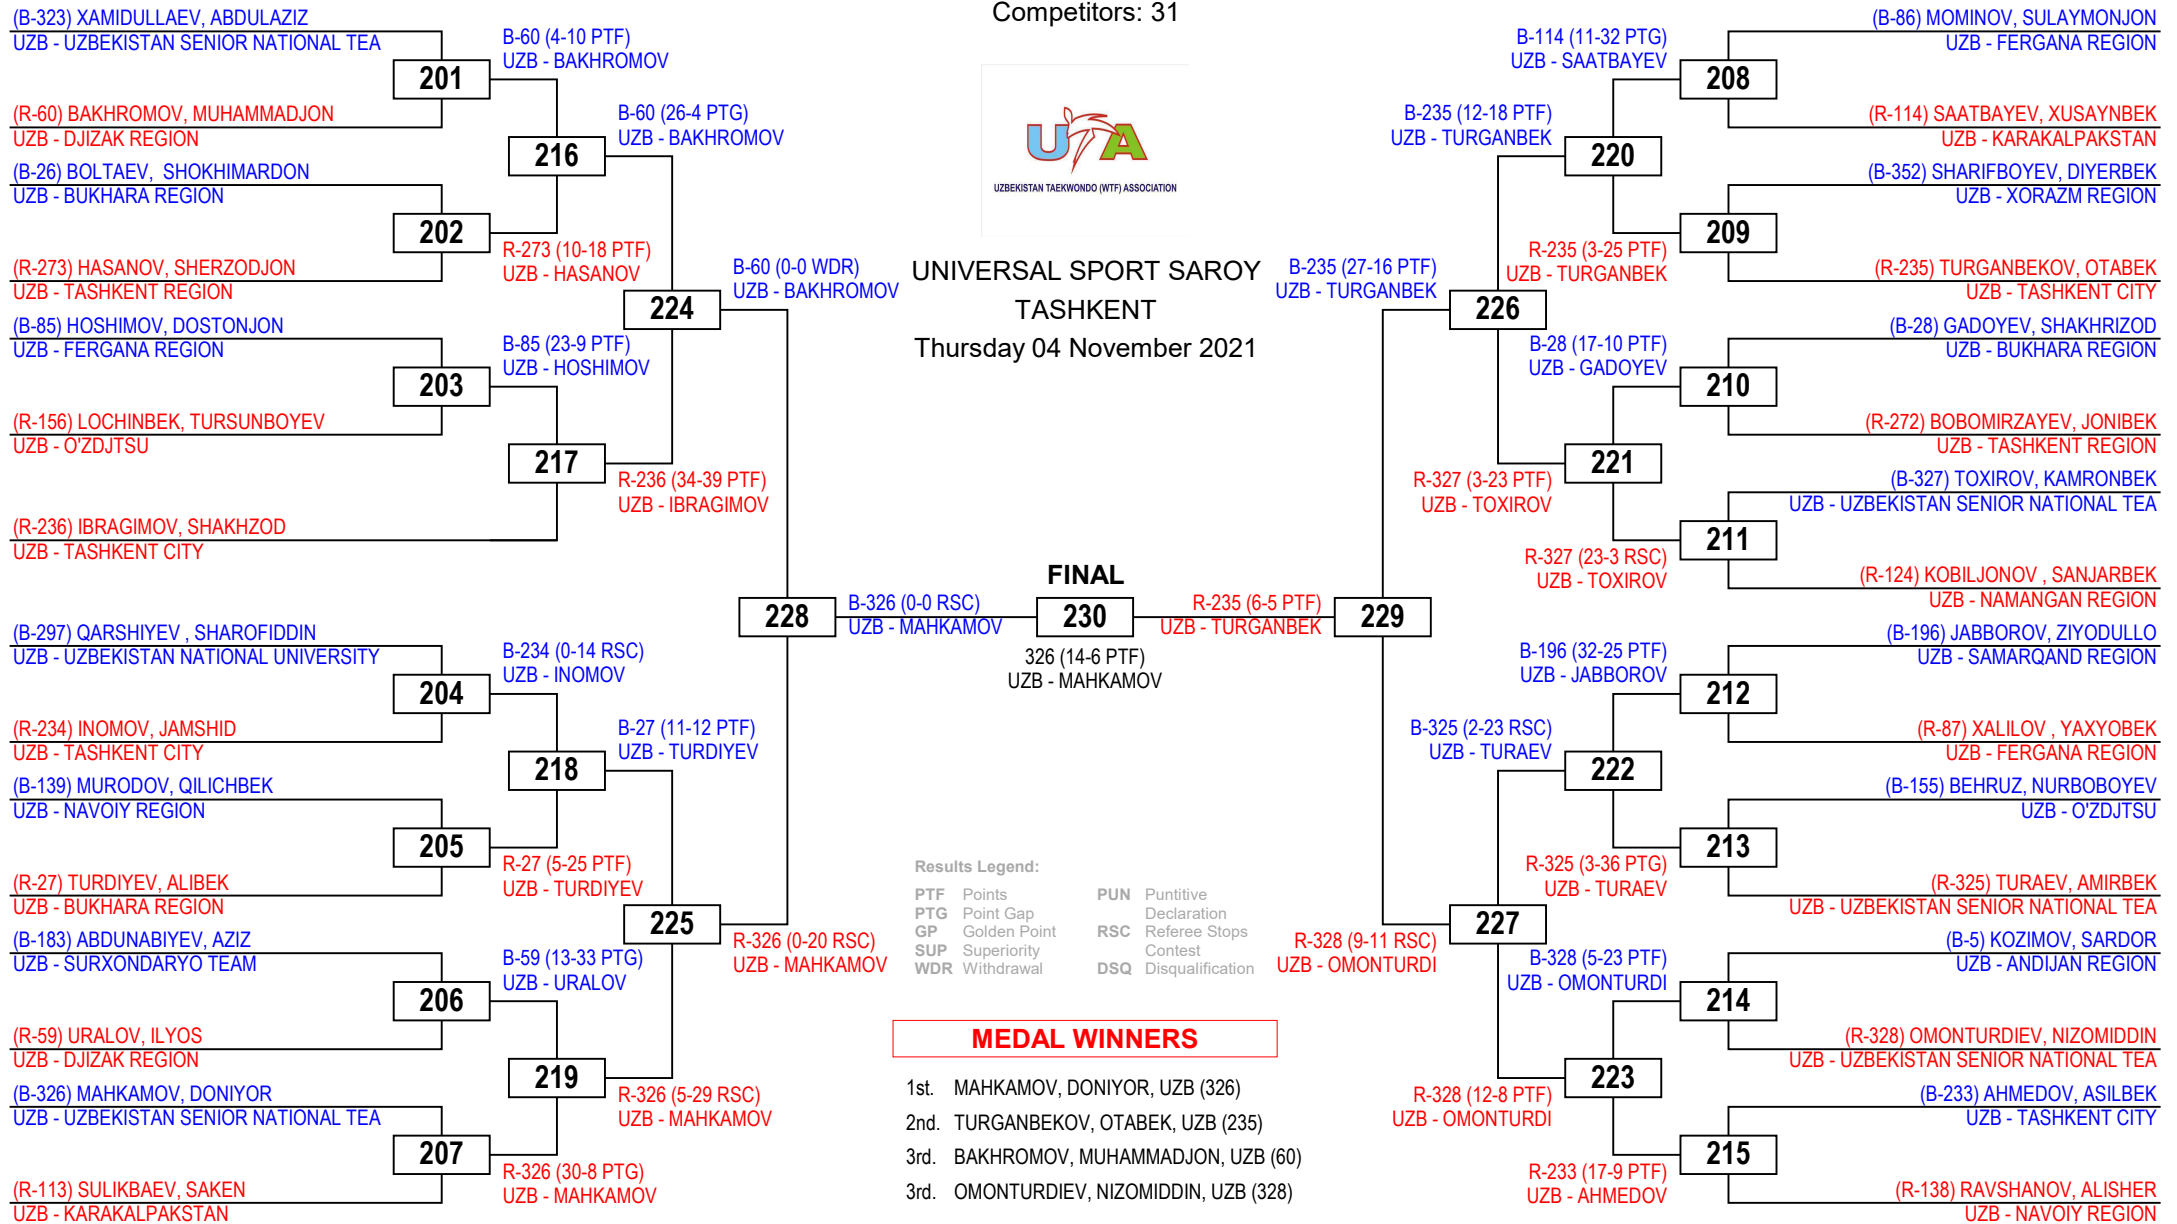 Competitors: 31
UTA
UZBEKISTAN TAEKWONDO (WTF) ASSOCIATION
UNIVERSAL SPORT SAROY
TASHKENT
Thursday 04 November 2021
(B-323) XAMIDULLAEV, ABDULAZIZ
UZB - UZBEKISTAN SENIOR NATIONAL TEA
201
(R-60) BAKHROMOV, MUHAMMADJON
UZB - DJIZAK REGION
(B-26) BOLTAEV, SHOKHIMARDON
UZB - BUKHARA REGION
202
(R-273) HASANOV, SHERZODJON
UZB - TASHKENT REGION
(B-85) HOSHIMOV, DOSTONJON
UZB - FERGANA REGION
203
(R-156) LOCHINBEK, TURSUNBOYEV
UZB - O'ZDJTSU
(R-236) IBRAGIMOV, SHAKHZOD
UZB - TASHKENT CITY
(B-297) QARSHIYEV , SHAROFIDDIN
UZB - UZBEKISTAN NATIONAL UNIVERSITY
204
(R-234) INOMOV, JAMSHID
UZB - TASHKENT CITY
(B-139) MURODOV, QILICHBEK
UZB - NAVOIY REGION
205
(R-27) TURDIYEV, ALIBEK
UZB - BUKHARA REGION
(B-183) ABDUNABIYEV, AZIZ
UZB - SURXONDARYO TEAM
206
(R-59) URALOV, ILYOS
UZB - DJIZAK REGION
(B-326) MAHKAMOV, DONIYOR
UZB - UZBEKISTAN SENIOR NATIONAL TEA
207
(R-113) SULIKBAEV, SAKEN
UZB - KARAKALPAKSTAN
B-60 (4-10 PTF)
UZB - BAKHROMOV
216
R-273 (10-18 PTF)
UZB - HASANOV
B-85 (23-9 PTF)
UZB - HOSHIMOV
217
B-234 (0-14 RSC)
UZB - INOMOV
218
R-27 (5-25 PTF)
UZB - TURDIYEV
B-59 (13-33 PTG)
UZB - URALOV
219
R-326 (30-8 PTG)
UZB - MAHKAMOV
B-60 (26-4 PTG)
UZB - BAKHROMOV
224
R-236 (34-39 PTF)
UZB - IBRAGIMOV
B-27 (11-12 PTF)
UZB - TURDIYEV
225
R-326 (5-29 RSC)
UZB - MAHKAMOV
B-60 (0-0 WDR)
UZB - BAKHROMOV
228
R-326 (0-20 RSC)
UZB - MAHKAMOV
B-326 (0-0 RSC)
UZB - MAHKAMOV
FINAL
230
326 (14-6 PTF)
UZB - MAHKAMOV
R-235 (6-5 PTF)
UZB - TURGANBEK
229
B-235 (27-16 PTF)
UZB - TURGANBEK
226
R-328 (9-11 RSC)
UZB - OMONTURDI
227
B-235 (12-18 PTF)
UZB - TURGANBEK
220
R-327 (3-23 PTF)
UZB - TOXIROV
221
B-325 (2-23 RSC)
UZB - TURAEV
222
R-328 (12-8 PTF)
UZB - OMONTURDI
223
B-114 (11-32 PTG)
UZB - SAATBAYEV
R-235 (3-25 PTF)
UZB - TURGANBEK
B-28 (17-10 PTF)
UZB - GADOYEV
R-327 (23-3 RSC)
UZB - TOXIROV
B-196 (32-25 PTF)
UZB - JABBOROV
R-325 (3-36 PTG)
UZB - TURAEV
B-328 (5-23 PTF)
UZB - OMONTURDI
R-233 (17-9 PTF)
UZB - AHMEDOV
(B-86) MOMINOV, SULAYMONJON
UZB - FERGANA REGION
208
(R-114) SAATBAYEV, XUSAYNBEK
UZB - KARAKALPAKSTAN
(B-352) SHARIFBOYEV, DIYERBEK
UZB - XORAZM REGION
209
(R-235) TURGANBEKOV, OTABEK
UZB - TASHKENT CITY
(B-28) GADOYEV, SHAKHRIZOD
UZB - BUKHARA REGION
210
(R-272) BOBOMIRZAYEV, JONIBEK
UZB - TASHKENT REGION
(B-327) TOXIROV, KAMRONBEK
UZB - UZBEKISTAN SENIOR NATIONAL TEA
211
(R-124) KOBILJONOV , SANJARBEK
UZB - NAMANGAN REGION
(B-196) JABBOROV, ZIYODULLO
UZB - SAMARQAND REGION
212
(R-87) XALILOV , YAXYOBEK
UZB - FERGANA REGION
(B-155) BEHRUZ, NURBOBOYEV
UZB - O'ZDJTSU
213
(R-325) TURAEV, AMIRBEK
UZB - UZBEKISTAN SENIOR NATIONAL TEA
(B-5) KOZIMOV, SARDOR
UZB - ANDIJAN REGION
214
(R-328) OMONTURDIEV, NIZOMIDDIN
UZB - UZBEKISTAN SENIOR NATIONAL TEA
(B-233) AHMEDOV, ASILBEK
UZB - TASHKENT CITY
215
(R-138) RAVSHANOV, ALISHER
UZB - NAVOIY REGION
Results Legend:
PTF Points
PTG Point Gap
GP Golden Point
SUP Superiority
WDR Withdrawal
PUN Puntitive
Declaration
RSC Referee Stops
Contest
DSQ Disqualification
MEDAL WINNERS
1st. MAHKAMOV, DONIYOR, UZB (326)
2nd. TURGANBEKOV, OTABEK, UZB (235)
3rd. BAKHROMOV, MUHAMMADJON, UZB (60)
3rd. OMONTURDIEV, NIZOMIDDIN, UZB (328)